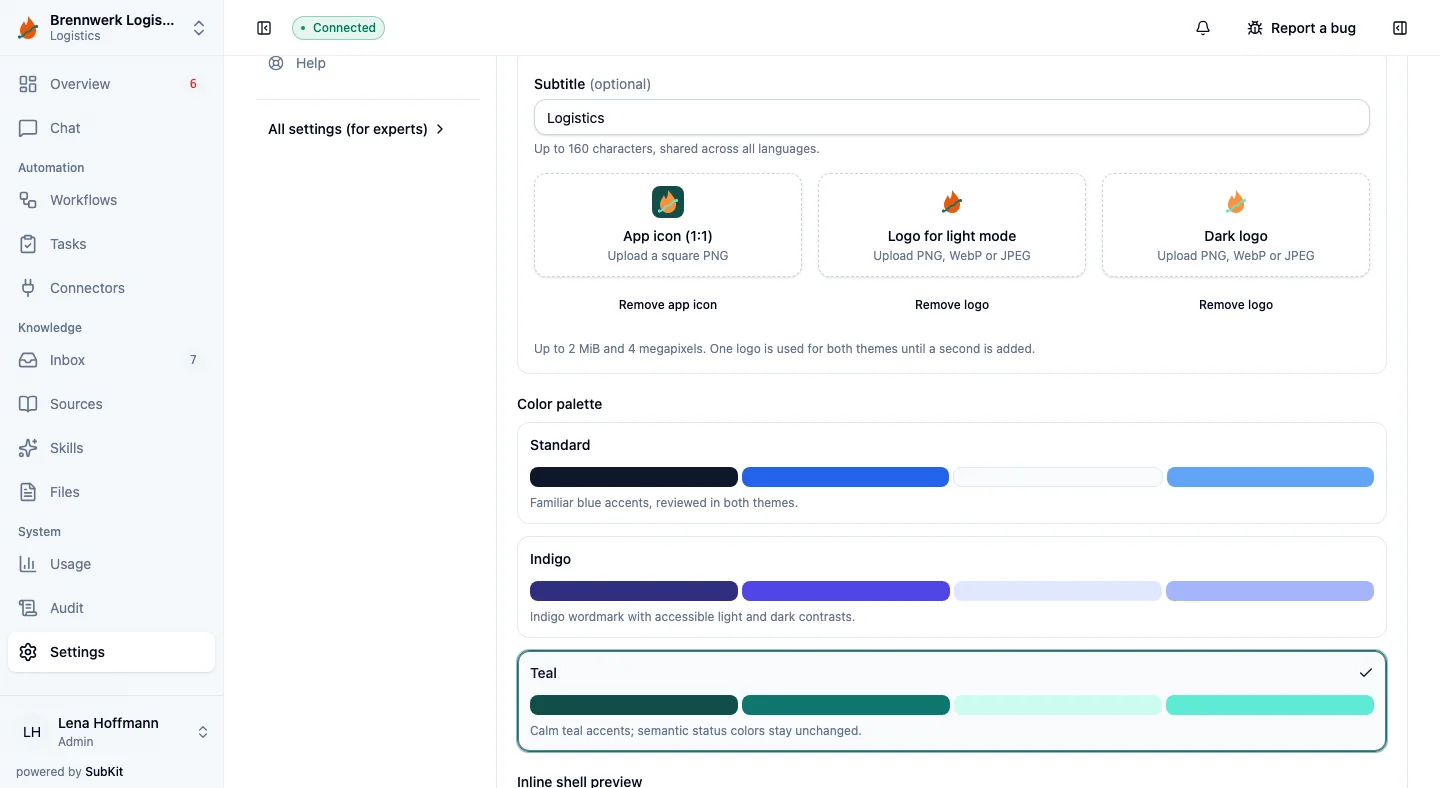 Brennwerk Logis...
Logistics
Overview
6
Chat
Automation
Workflows
Tasks
Connectors
Knowledge
Inbox
7
Sources
Skills
Files
System
Usage
Audit
Settings
LH
Lena Hoffmann
Admin
powered by SubKit
Connected
Report a bug
Help
All settings (for experts)
Subtitle (optional)
Logistics
Up to 160 characters, shared across all languages.
App icon (1:1)
Upload a square PNG
Remove app icon
Logo for light mode
Upload PNG, WebP or JPEG
Remove logo
Dark logo
Upload PNG, WebP or JPEG
Remove logo
Up to 2 MiB and 4 megapixels. One logo is used for both themes until a second is added.
Color palette
Standard
Familiar blue accents, reviewed in both themes.
Indigo
Indigo wordmark with accessible light and dark contrasts.
Teal
Calm teal accents; semantic status colors stay unchanged.
Inline shell preview